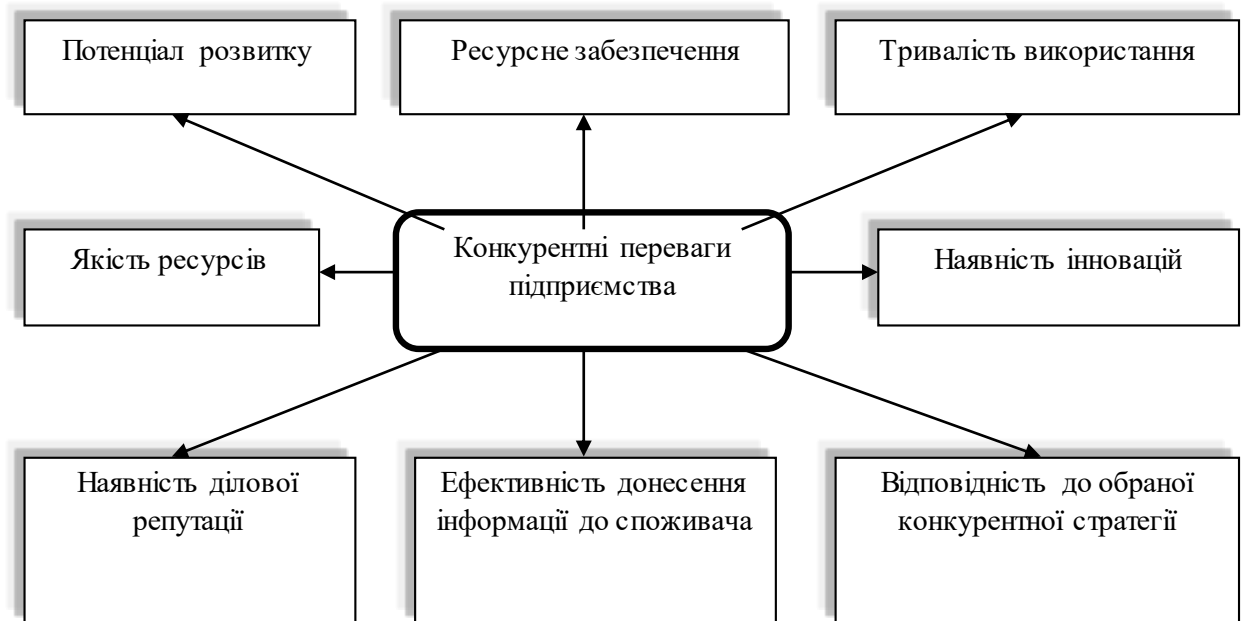 Потенціал розвитку
Ресурсне забезпечення
Тривалість використання
Якість ресурсів
Конкурентні переваги
підприємства
Наявність інновацій
Наявність ділової
репутації
Ефективність донесення
інформації до споживача
Відповідність до обраної
конкурентної стратегії